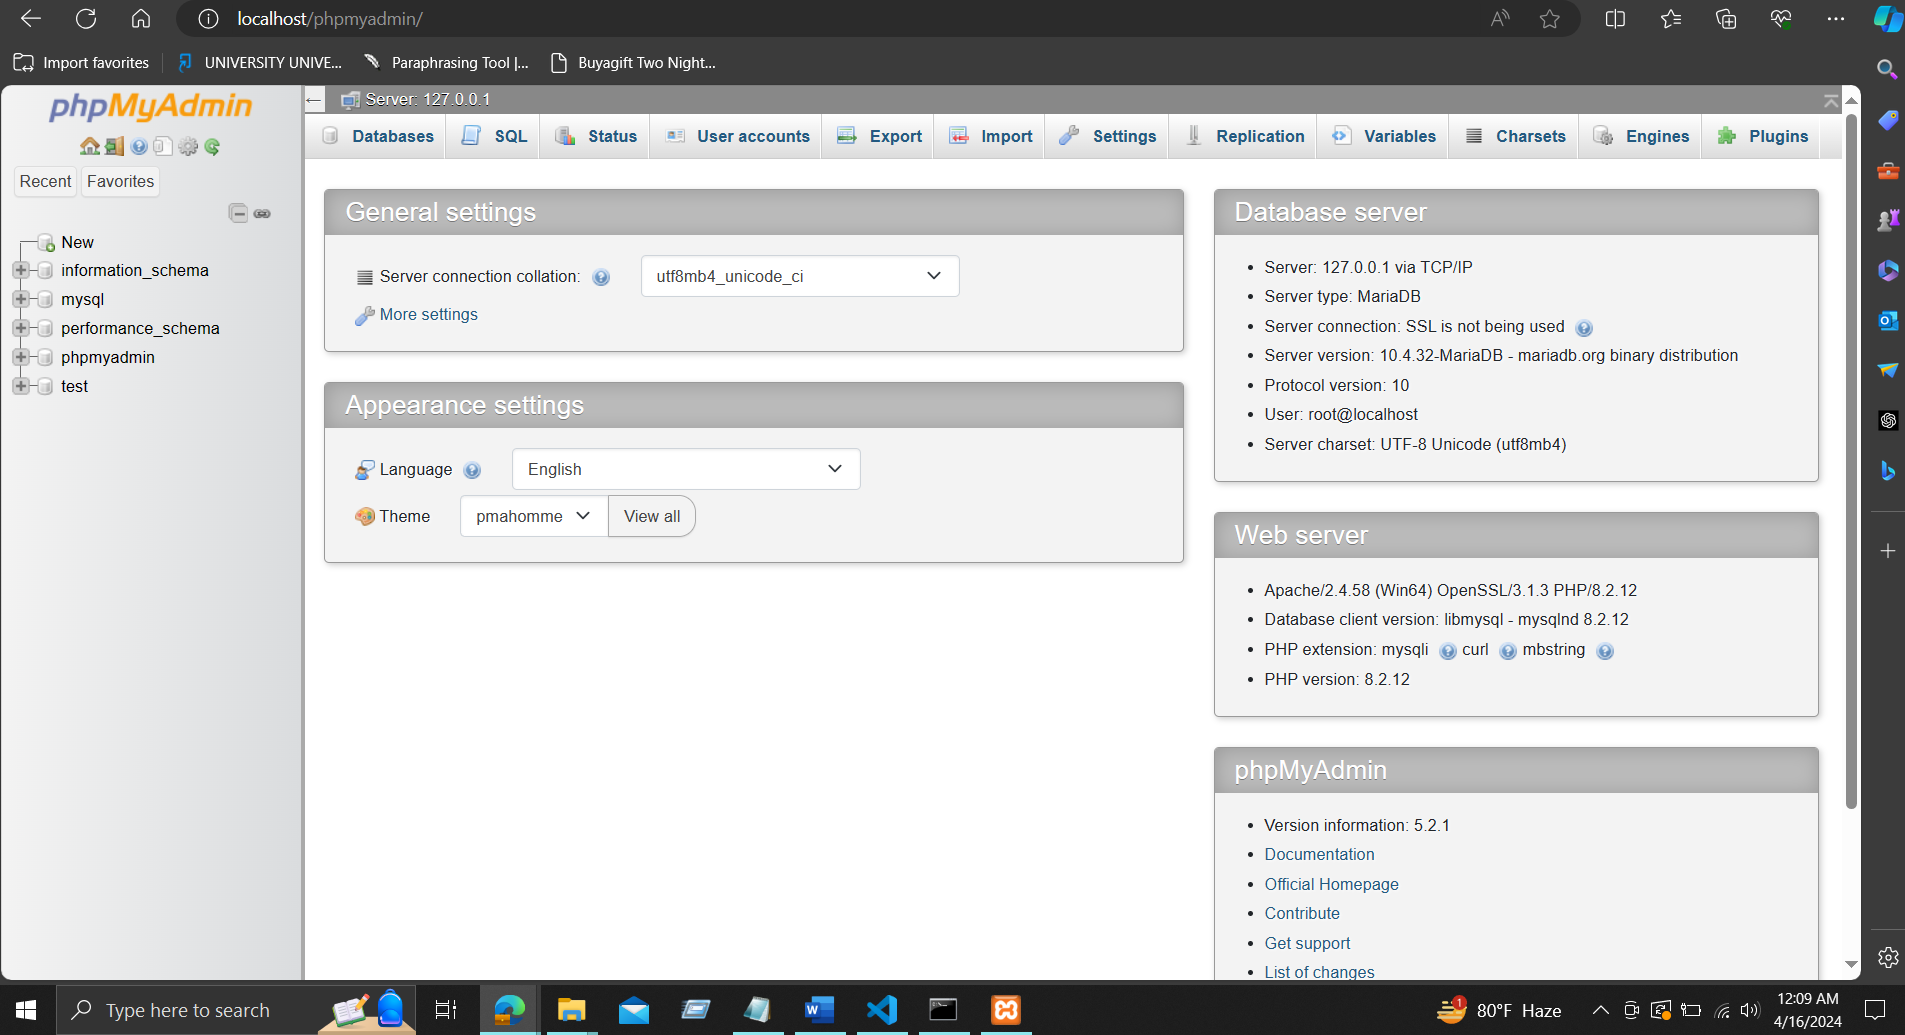 localhost/phpmyadmin/
Import favorites
UNIVERSITY UNIVE...
Paraphrasing Tool |...
Buyagift Two Night...
phpMyAdmin
Recent
Favorites
New
information_schema
mysql
performance_schema
phpmyadmin
test
Server: 127.0.0.1
Databases
SQL
Status
User accounts
Export
Import
Settings
Replication
Variables
Charsets
Engines
Plugins
General settings
Server connection collation:
utf8mb4_unicode_ci
More settings
Appearance settings
Language
English
Theme
pmahomme
View all
Database server
Server: 127.0.0.1 via TCP/IP
Server type: MariaDB
Server connection: SSL is not being used
Server version: 10.4.32-MariaDB - mariadb.org binary distribution
Protocol version: 10
User: root@localhost
Server charset: UTF-8 Unicode (utf8mb4)
Web server
Apache/2.4.58 (Win64) OpenSSL/3.1.3 PHP/8.2.12
Database client version: libmysql - mysqlnd 8.2.12
PHP extension: mysqli curl mbstring
PHP version: 8.2.12
phpMyAdmin
Version information: 5.2.1
Documentation
Official Homepage
Contribute
Get support
List of changes
Type here to search
1
80°F Haze
12:09 AM
4/16/2024